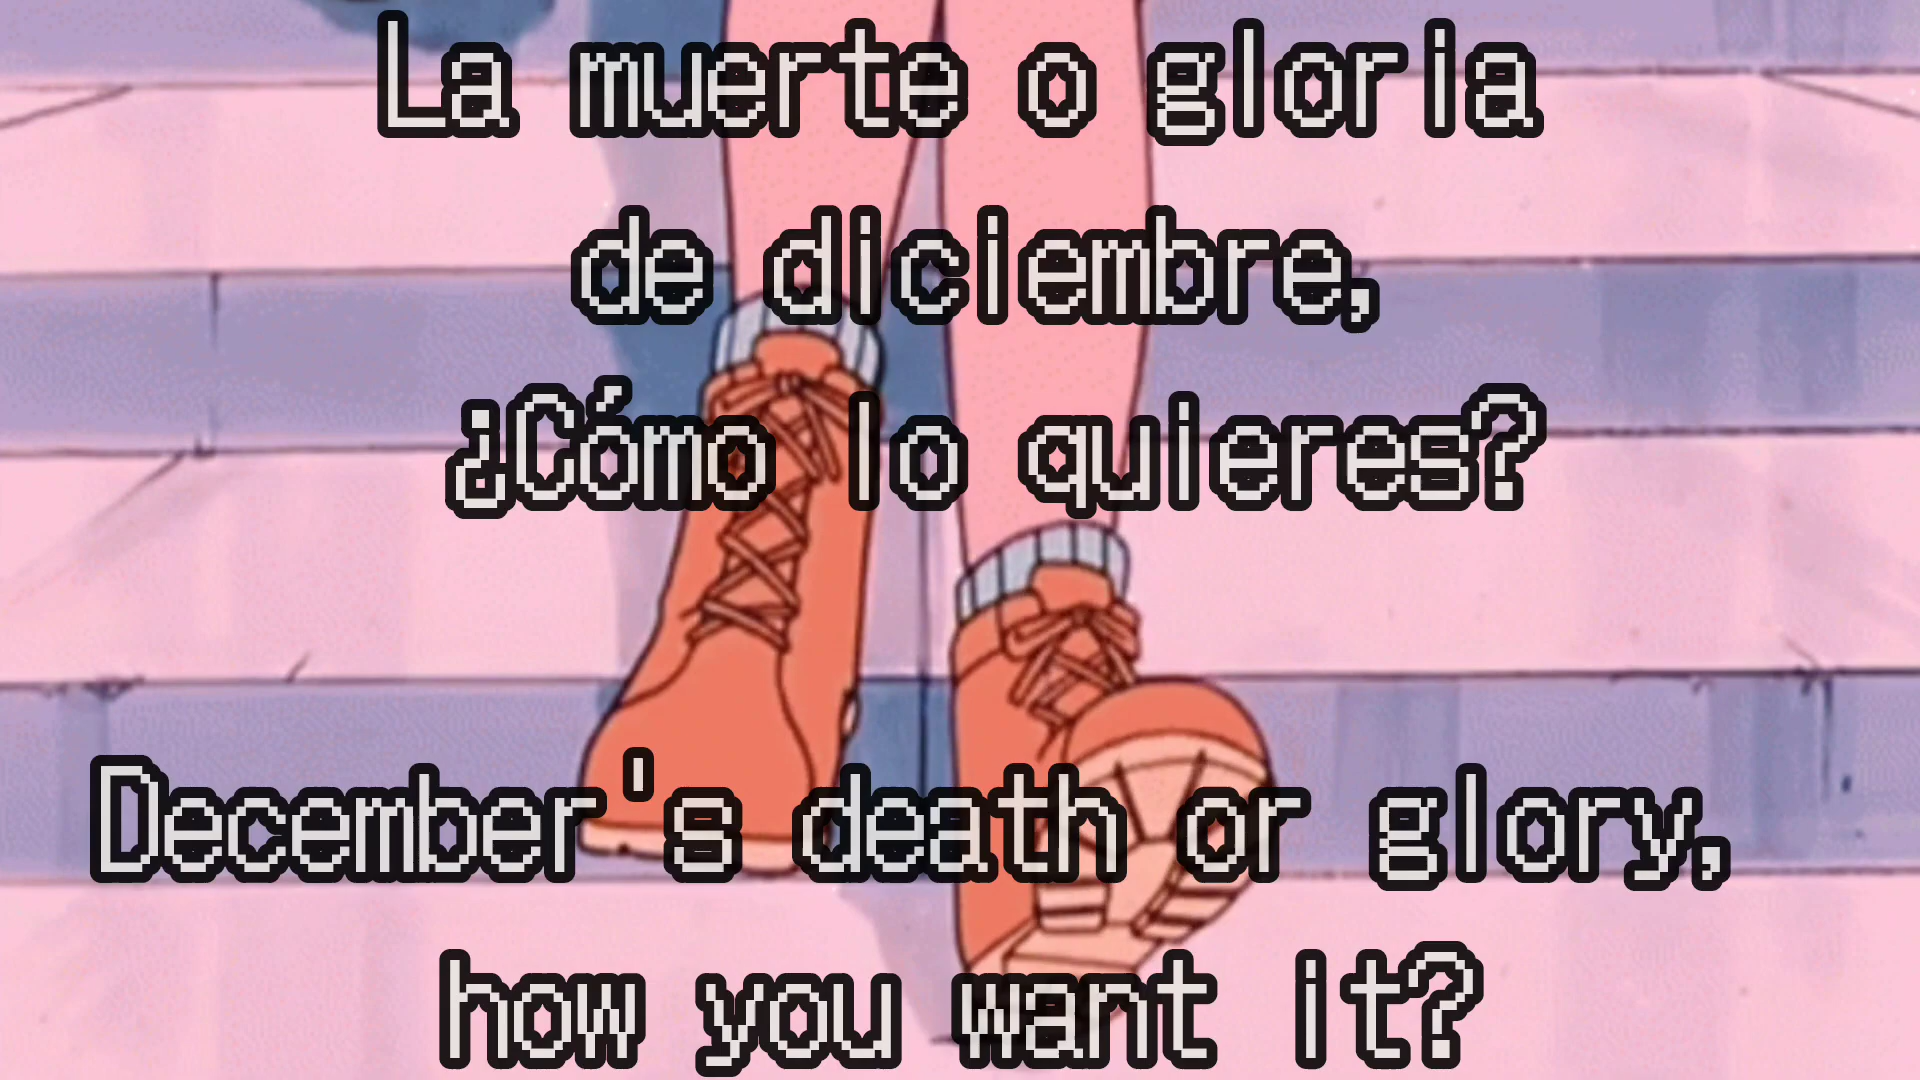 La muerte o gloria
de diciembre,
¿Cómo lo quieres?
December's death or glory,
how you want it?